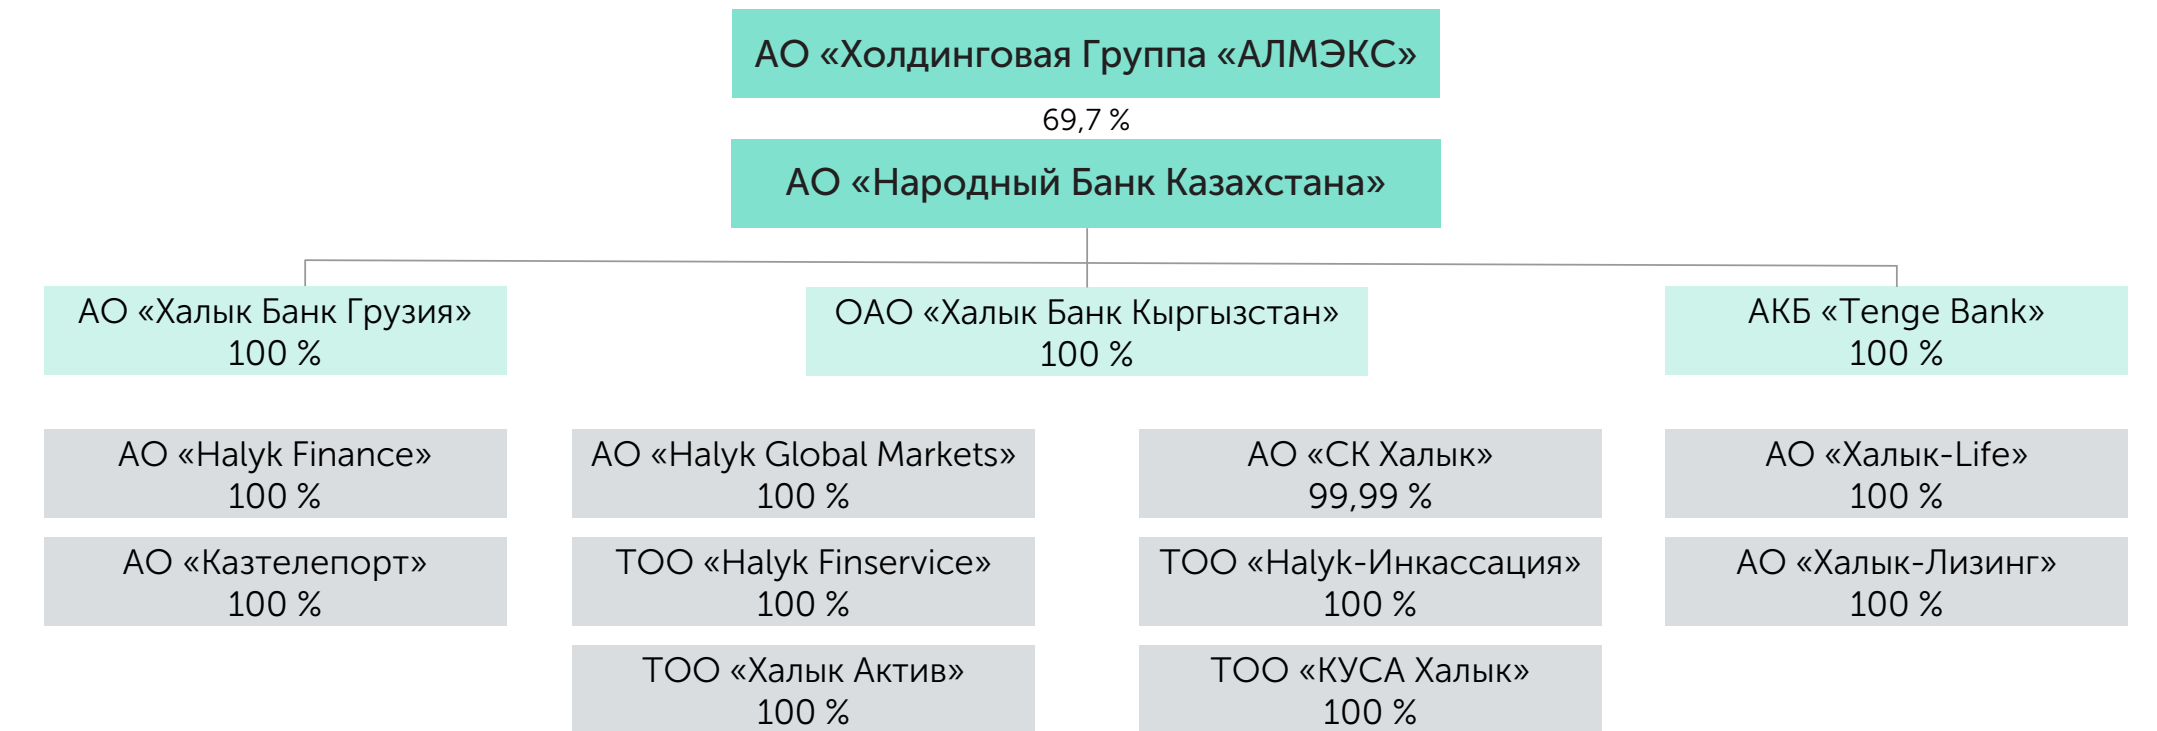 АО «Холдинговая Группа «АЛМЭКС»
69,7 %
АО «Народный Банк Казахстана»
АО «Халык Банк Грузия»
100 %
ОАО «Халык Банк Кыргызстан»
100 %
АКБ «Tenge Bank»
100 %
АО «Halyk Finance»
100 %
АО «Halyk Global Markets»
100 %
АО «СК Халык»
99,99 %
АО «Халык-Life»
100 %
АО «Казтелепорт»
100 %
ТОО «Halyk Finservice»
100 %
ТОО «Halyk-Инкассация»
100 %
АО «Халык-Лизинг»
100 %
ТОО «Халык Актив»
100 %
ТОО «КУСА Халык»
100 %